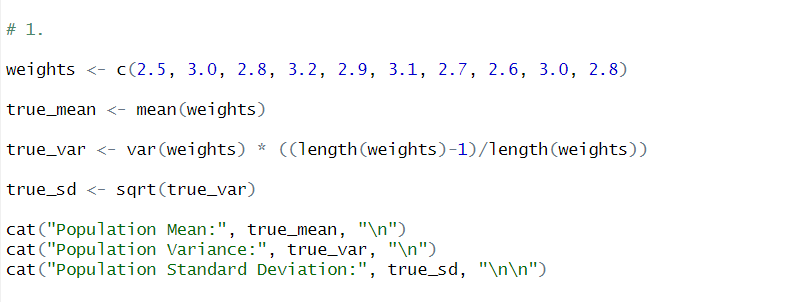 # 1.
weights <- c(2.5, 3.0, 2.8, 3.2, 2.9, 3.1, 2.7, 2.6, 3.0, 2.8)
true_mean <- mean(weights)
true_var <- var(weights) * ((length(weights)-1)/length(weights))
true_sd <- sqrt(true_var)
cat("Population Mean:", true_mean, "\n")
cat("Population Variance:", true_var, "\n")
cat("Population Standard Deviation:", true_sd, "\n\n")